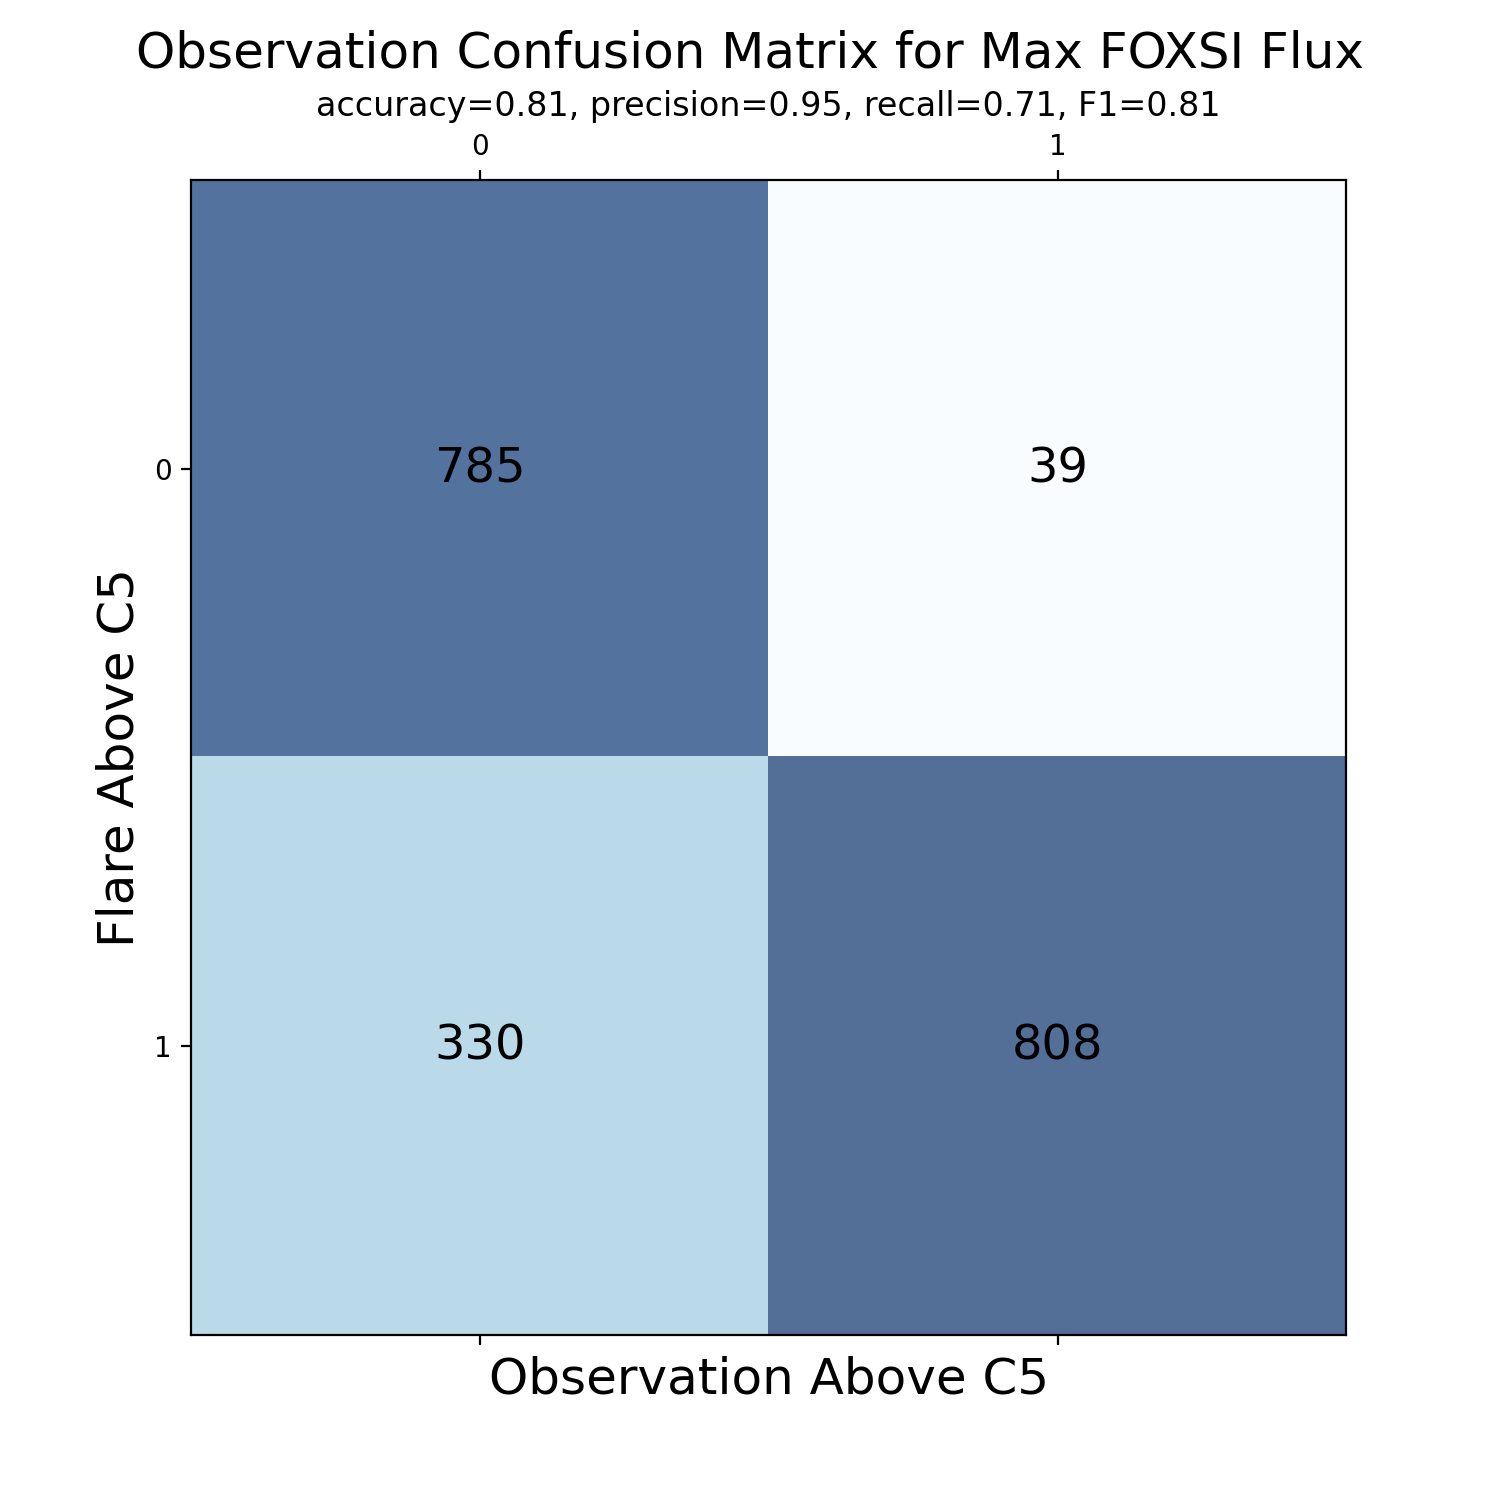 Observation Confusion Matrix for Max FOXSI Flux
accuracy=0.81, precision=0.95, recall=0.71, F1=0.81
0 1
0 785 39
Flare Above C5
1 330 808
Observation Above C5